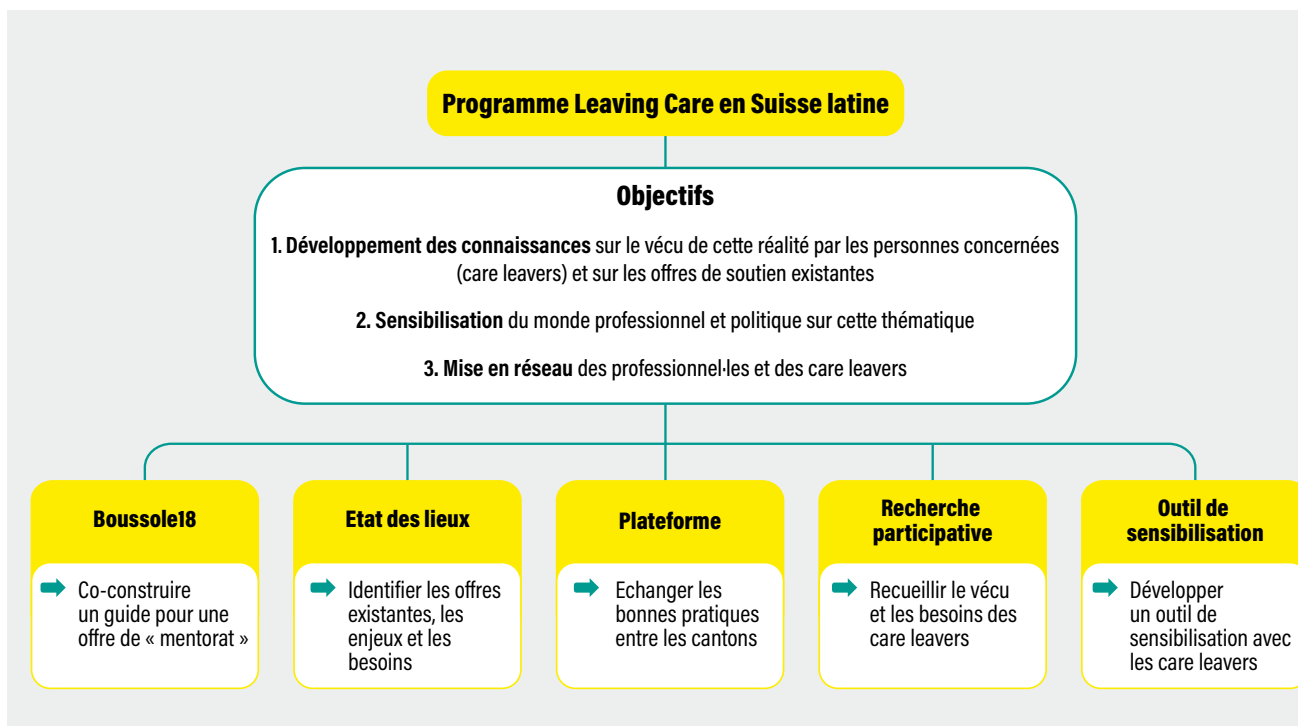 Programme Leaving Care en Suisse latine
Objectifs
1. Développement des connaissances sur le vécu de cette réalité par les personnes concernées
(care leavers) et sur les offres de soutien existantes
2. Sensibilisation du monde professionnel et politique sur cette thématique
3. Mise en réseau des professionnel·les et des care leavers
Boussole18
Co-construire
un guide pour une
offre de « mentorat »
Etat des lieux
Identifier les offres
existantes, les
enjeux et les
besoins
Plateforme
Echanger les
bonnes pratiques
entre les cantons
Recherche
participative
Recueillir le vécu
et les besoins des
care leavers
Outil de
sensibilisation
Développer
un outil de
sensibilisation avec
les care leavers